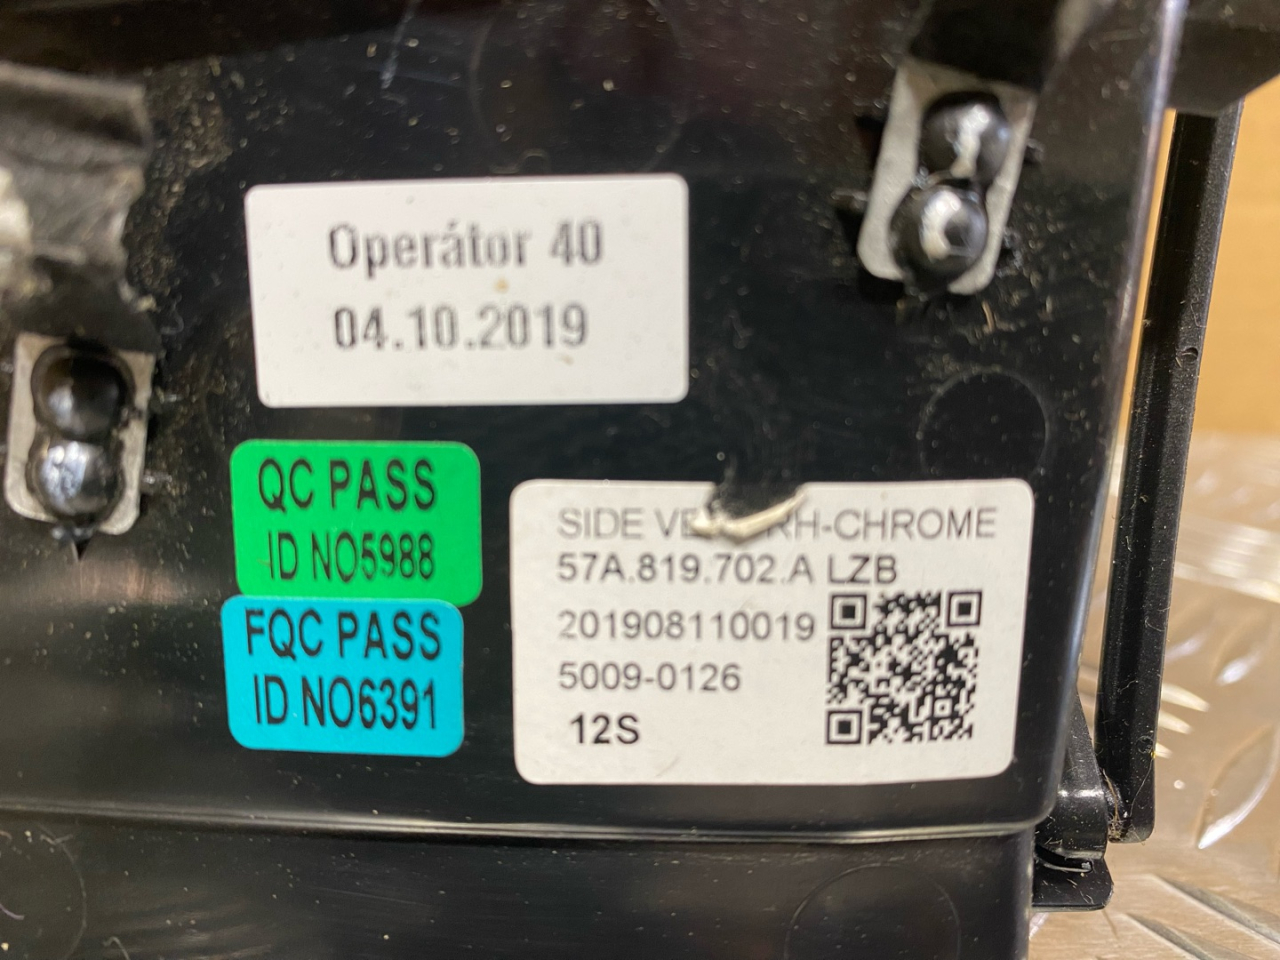 Operátor 40
04.10.2019
QC PASS
ID NO5988
FQC PASS
ID NO6391
SIDE RH-CHROME
57A.819.702.A LZB
201908110019
5009-0126
12S